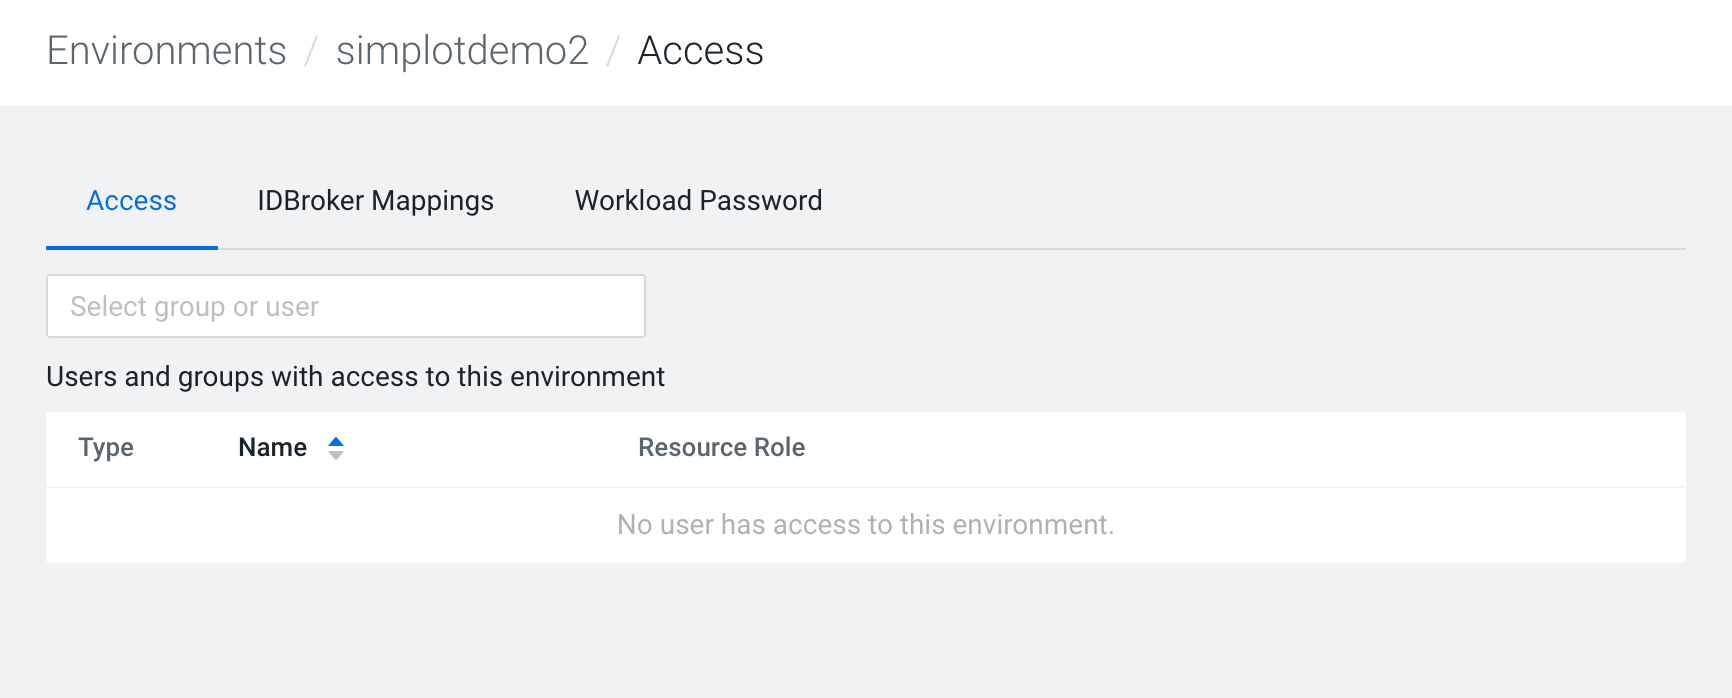 Environments / simplotdemo2 / Access
Access IDBroker Mappings Workload Password
Select group or user
Users and groups with access to this environment
Type Name Resource Role
No user has access to this environment.